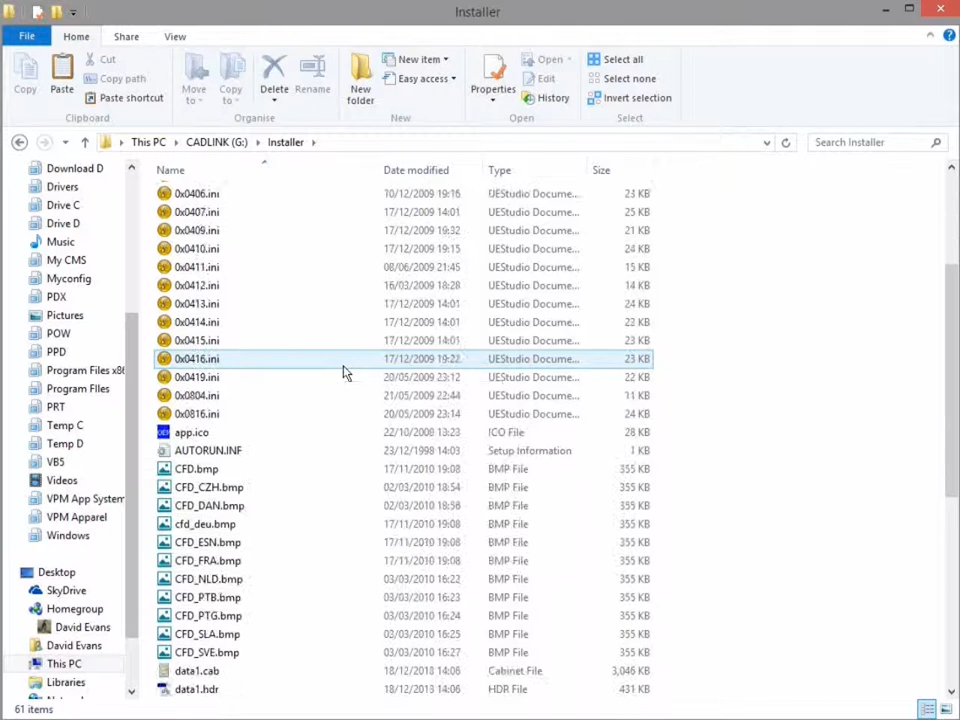 Installer
File Home Share View
Copy
Paste
Cut
Copy path
Paste shortcut
Move to
Copy to
Delete
Rename
New folder
New item
Easy access
Properties
Open
Edit
History
Select all
Select none
Invert selection
Clipboard Organise New Open Select
This PC CADLINK (G:) Installer
Search Installer
Name Date modified Type Size
Download D
Drivers
Drive C
Drive D
Music
My CMS
Myconfig
PDX
Pictures
POW
PPD
Program Files x86
Program FIles
PRT
Temp C
Temp D
VB5
Videos
VPM App System
VPM Apparel
Windows
Desktop
SkyDrive
Homegroup
David Evans
David Evans
This PC
Libraries
0x0406.ini 10/12/2009 19:16 UEStudio Docume... 23 KB
0x0407.ini 17/12/2009 14:01 UEStudio Docume... 25 KB
0x0409.ini 17/12/2009 19:32 UEStudio Docume... 21 KB
0x0410.ini 17/12/2009 19:15 UEStudio Docume... 24 KB
0x0411.ini 08/06/2009 21:45 UEStudio Docume... 15 KB
0x0412.ini 16/03/2009 18:28 UEStudio Docume... 14 KB
0x0413.ini 17/12/2009 14:01 UEStudio Docume... 24 KB
0x0414.ini 17/12/2009 14:01 UEStudio Docume... 23 KB
0x0415.ini 17/12/2009 14:01 UEStudio Docume... 23 KB
0x0416.ini 17/12/2009 19:22 UEStudio Docume... 23 KB
0x0419.ini 20/05/2009 23:12 UEStudio Docume... 22 KB
0x0804.ini 21/05/2009 22:44 UEStudio Docume... 11 KB
0x0816.ini 20/05/2009 23:14 UEStudio Docume... 24 KB
app.ico 22/10/2009 13:23 ICO File 28 KB
AUTORUN.INF 23/12/1998 14:03 Setup Information 1 KB
CFD.bmp 17/11/2010 19:08 BMP File 355 KB
CFD_CZH.bmp 02/03/2010 18:54 BMP File 355 KB
CFD_DAN.bmp 02/03/2010 18:56 BMP File 355 KB
cfd_deu.bmp 17/11/2010 19:08 BMP File 355 KB
CFD_ESN.bmp 17/11/2010 19:08 BMP File 355 KB
CFD_FRA.bmp 17/11/2010 19:08 BMP File 355 KB
CFD_NLD.bmp 03/03/2010 16:22 BMP File 355 KB
CFD_PTB.bmp 03/03/2010 16:23 BMP File 355 KB
CFD_PTG.bmp 03/03/2010 16:24 BMP File 355 KB
CFD_SLA.bmp 03/03/2010 16:25 BMP File 355 KB
CFD_SVE.bmp 03/03/2010 16:27 BMP File 355 KB
data1.cab 18/12/2013 14:06 Cabinet File 3,046 KB
data1.hdr 18/12/2013 14:06 HDR File 431 KB
61 items